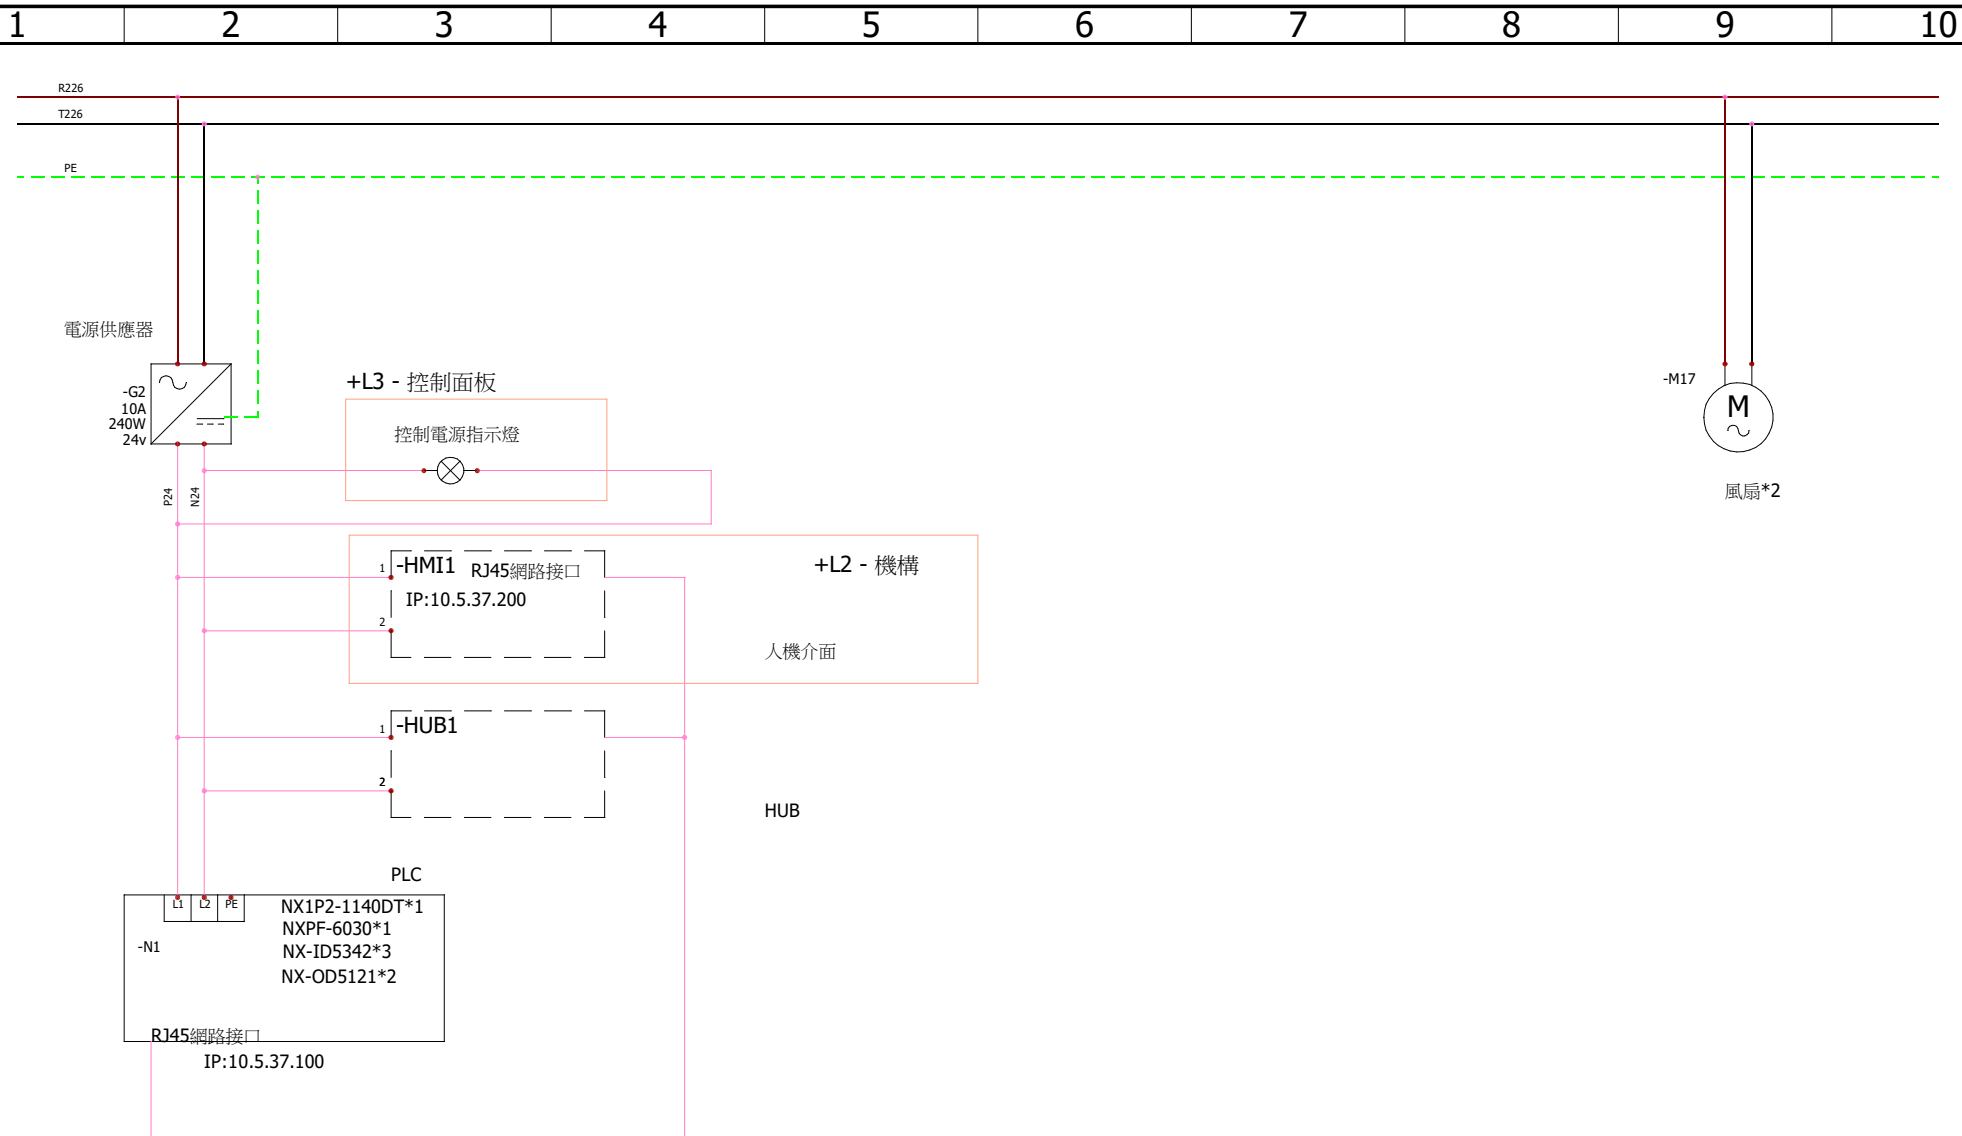 1 2 3 4 5 6 7 8 9 10
R226
T226
PE
電源供應器
-G2
10A
240W
24v
+L3 - 控制面板
控制電源指示燈
-M17
M
風扇*2
P24
N24
+L2 - 機構
1
-HMI1
RJ45網路接口
IP:10.5.37.200
2
人機介面
1
-HUB1
2
HUB
PLC
L1 L2 PE
-N1
NX1P2-1140DT*1
NXPF-6030*1
NX-ID5342*3
NX-OD5121*2
RJ45網路接口
IP:10.5.37.100